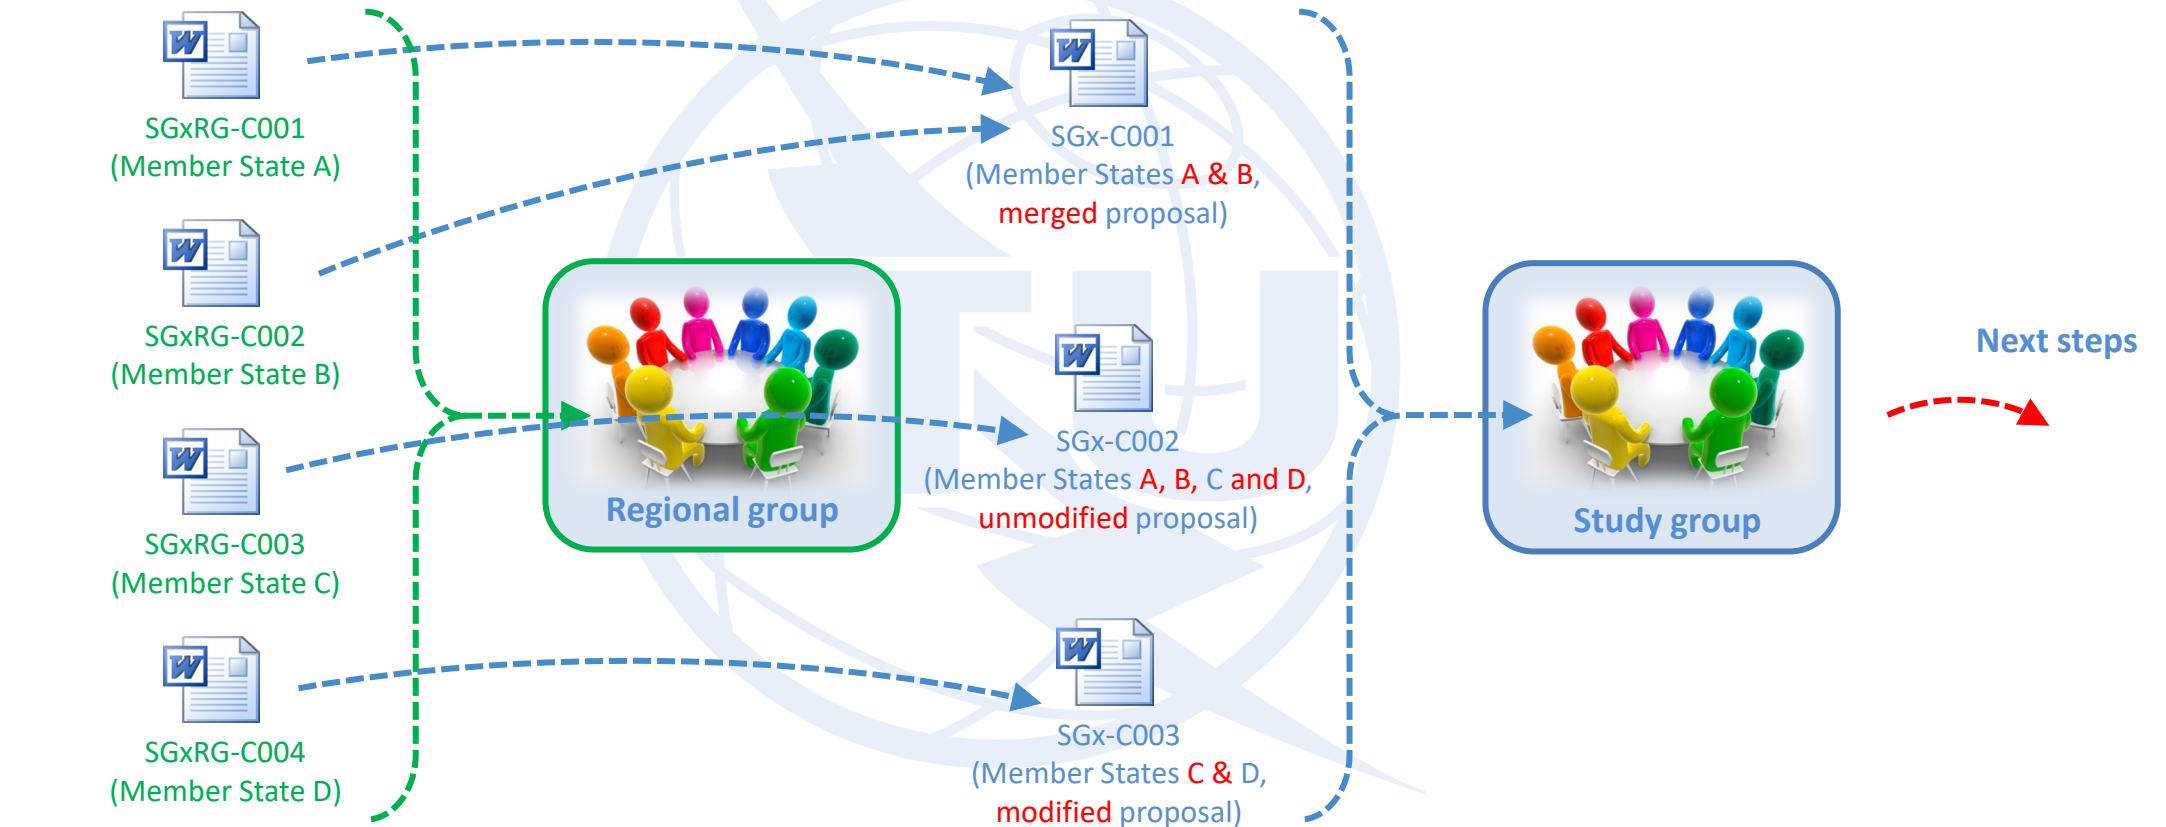 SGxRG-C001
(Member State A)
SGxRG-C002
(Member State B)
SGxRG-C003
(Member State C)
SGxRG-C004
(Member State D)
Regional group
SGx-C001
(Member States A & B,
merged proposal)
SGx-C002
(Member States A, B, C and D,
unmodified proposal)
SGx-C003
(Member States C & D,
modified proposal)
Study group
Next steps